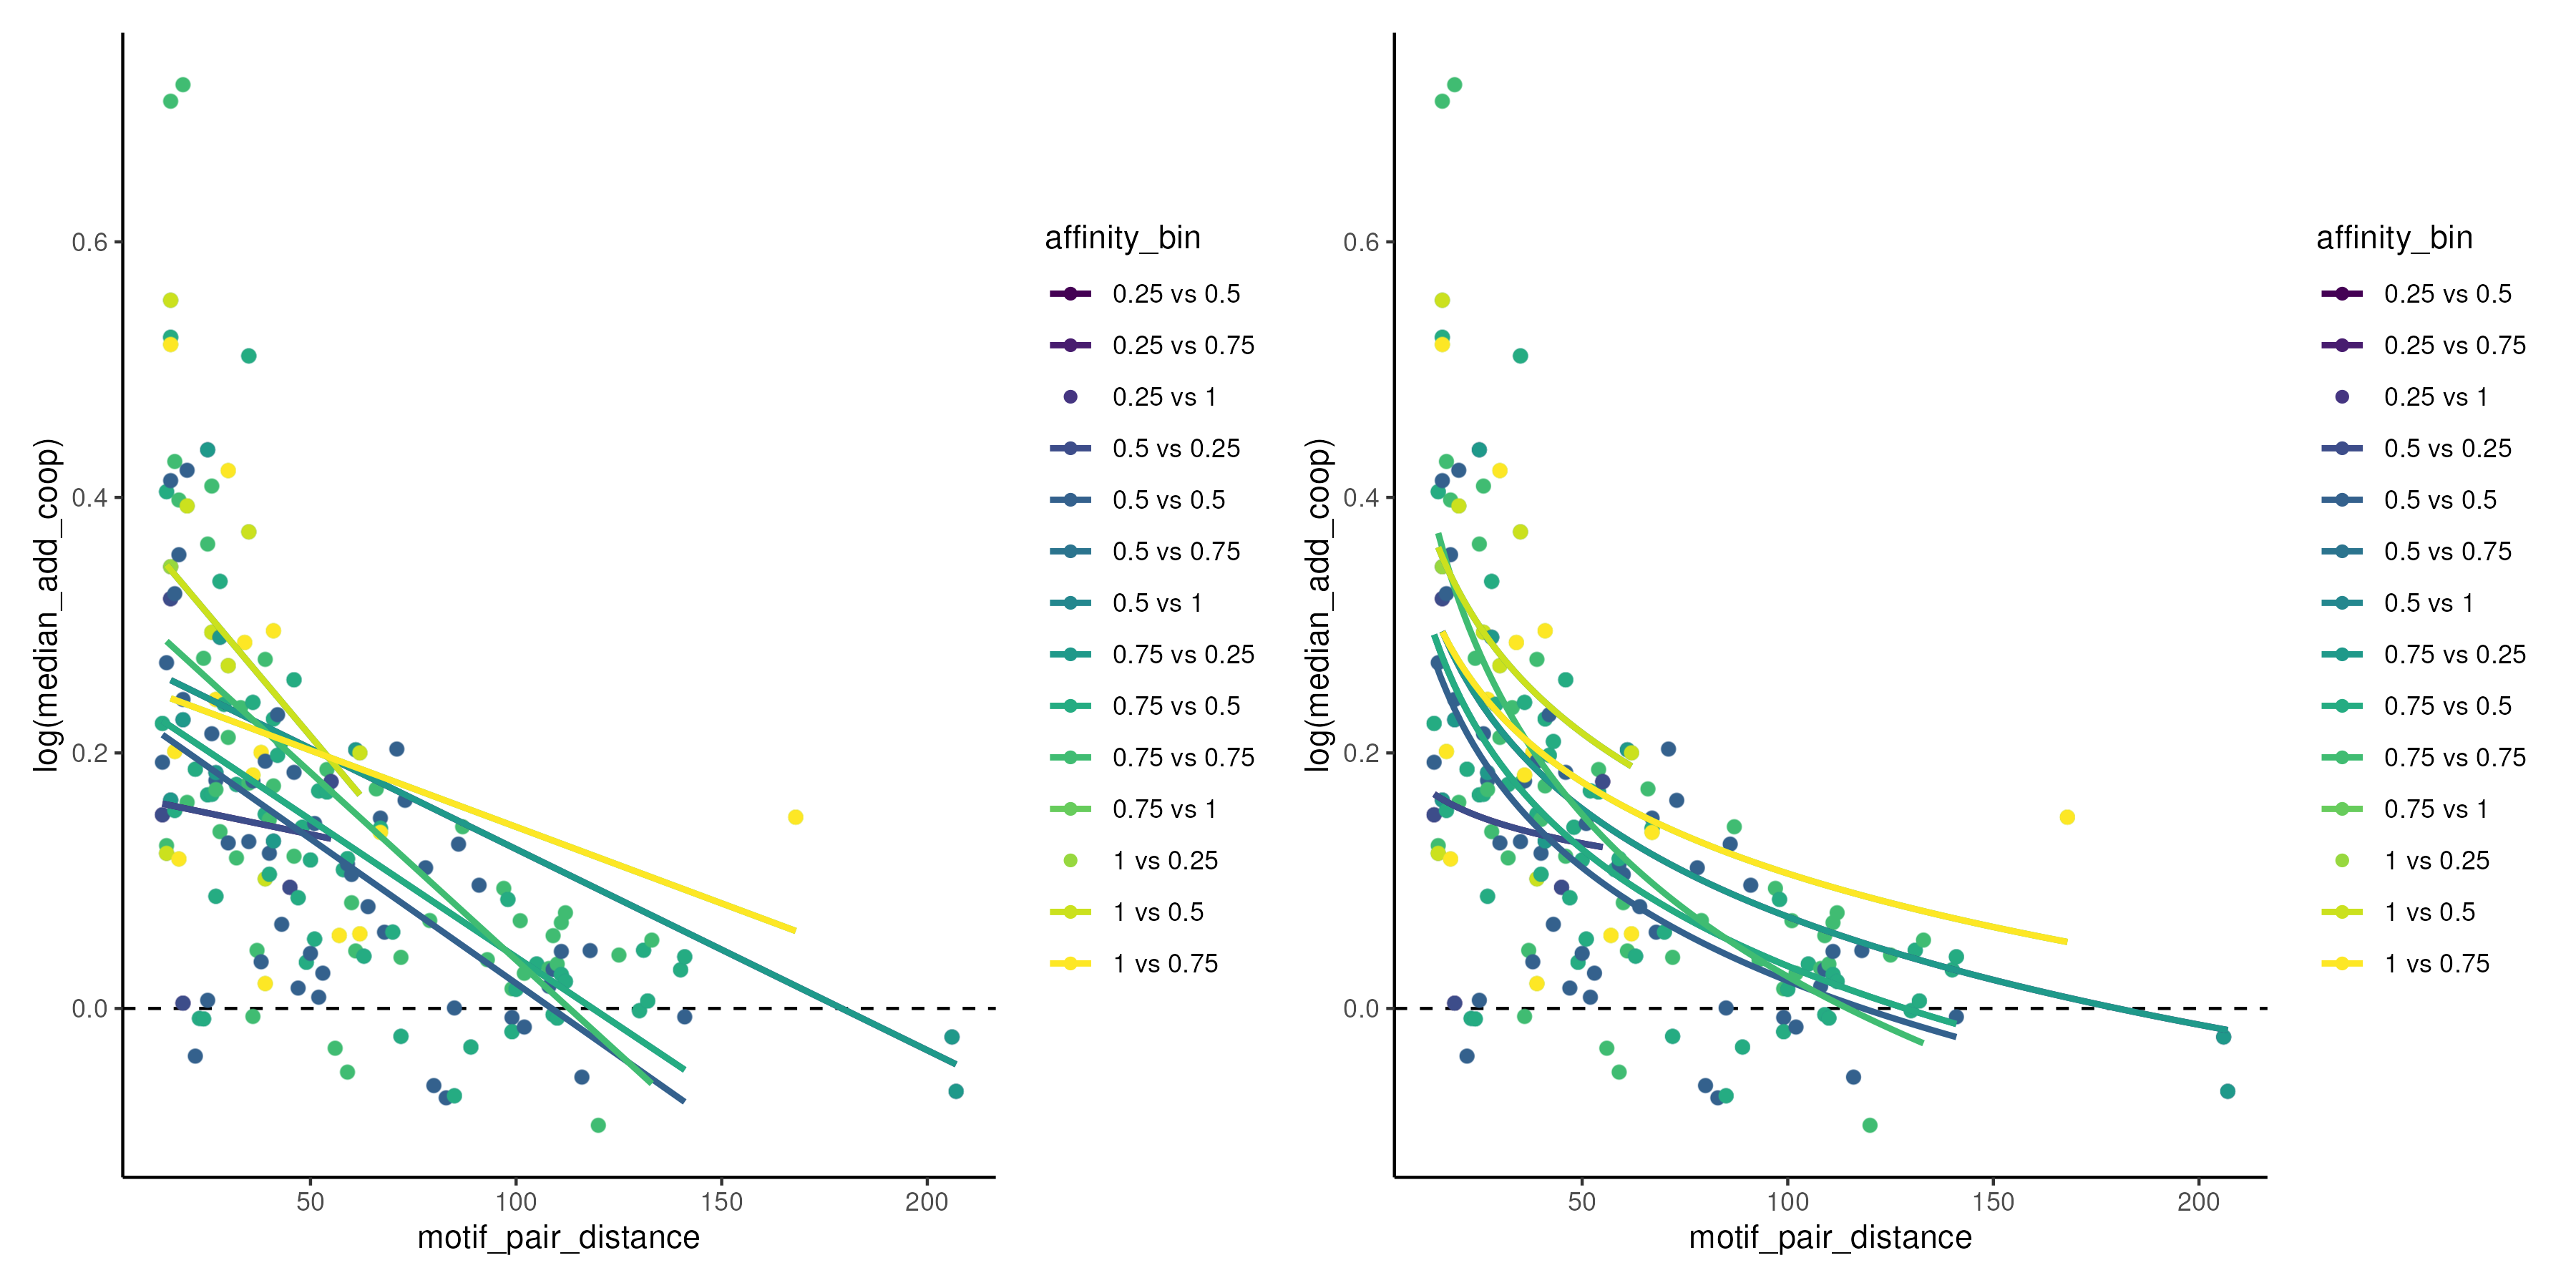 log(median_add_coop)
0.6
0.4
0.2
0.0
50
100
150
200
motif_pair_distance
affinity_bin
0.25 vs 0.5
0.25 vs 0.75
0.25 vs 1
0.5 vs 0.25
0.5 vs 0.5
0.5 vs 0.75
0.5 vs 1
0.75 vs 0.25
0.75 vs 0.5
0.75 vs 0.75
0.75 vs 1
1 vs 0.25
1 vs 0.5
1 vs 0.75
log(median_add_coop)
0.6
0.4
0.2
0.0
50
100
150
200
motif_pair_distance
affinity_bin
0.25 vs 0.5
0.25 vs 0.75
0.25 vs 1
0.5 vs 0.25
0.5 vs 0.5
0.5 vs 0.75
0.5 vs 1
0.75 vs 0.25
0.75 vs 0.5
0.75 vs 0.75
0.75 vs 1
1 vs 0.25
1 vs 0.5
1 vs 0.75